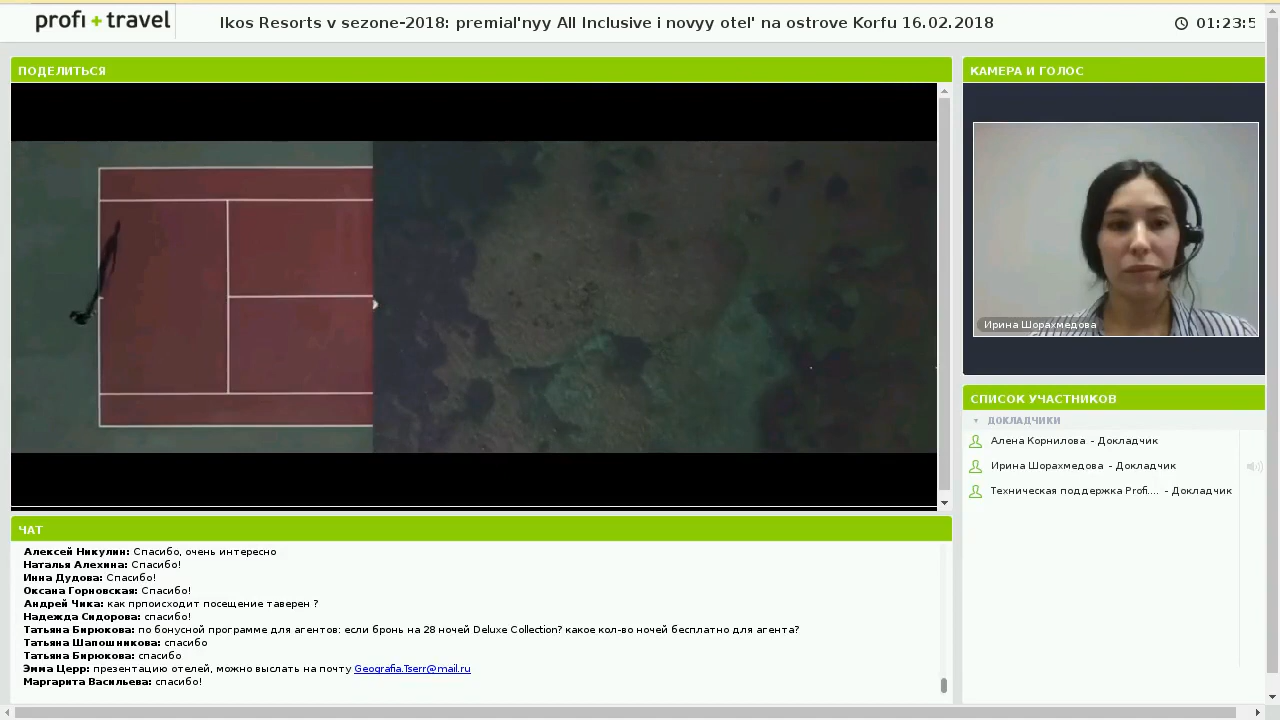 profi + travel
Ikos Resorts v sezone-2018: premial'nyy All Inclusive i novyy otel' na ostrove Korfu 16.02.2018
01:23:5
ПОДЕЛИТЬСЯ
КАМЕРА И ГОЛОС
Ирина Шорахмедова
СПИСОК УЧАСТНИКОВ
ДОКЛАДЧИКИ
Алена Корнилова - Докладчик
Ирина Шорахмедова - Докладчик
Техническая поддержка Profi.... - Докладчик
ЧАТ
Алексей Никулин: Спасибо, очень интересно
Наталья Алехина: Спасибо!
Инна Дудова: Спасибо!
Оксана Горновская: Спасибо!
Андрей Чика: как прпоисходит посещение таверен ?
Надежда Сидорова: спасибо!
Татьяна Бирюкова: по бонусной программе для агентов: если бронь на 28 ночей Deluxe Collection? какое кол-во ночей бесплатно для агента?
Татьяна Шапошникова: спасибо
Татьяна Бирюкова: спасибо
Эмма Церр: презентацию отелей, можно выслать на почту Geografia.Tserr@mail.ru
Маргарита Васильева: спасибо!